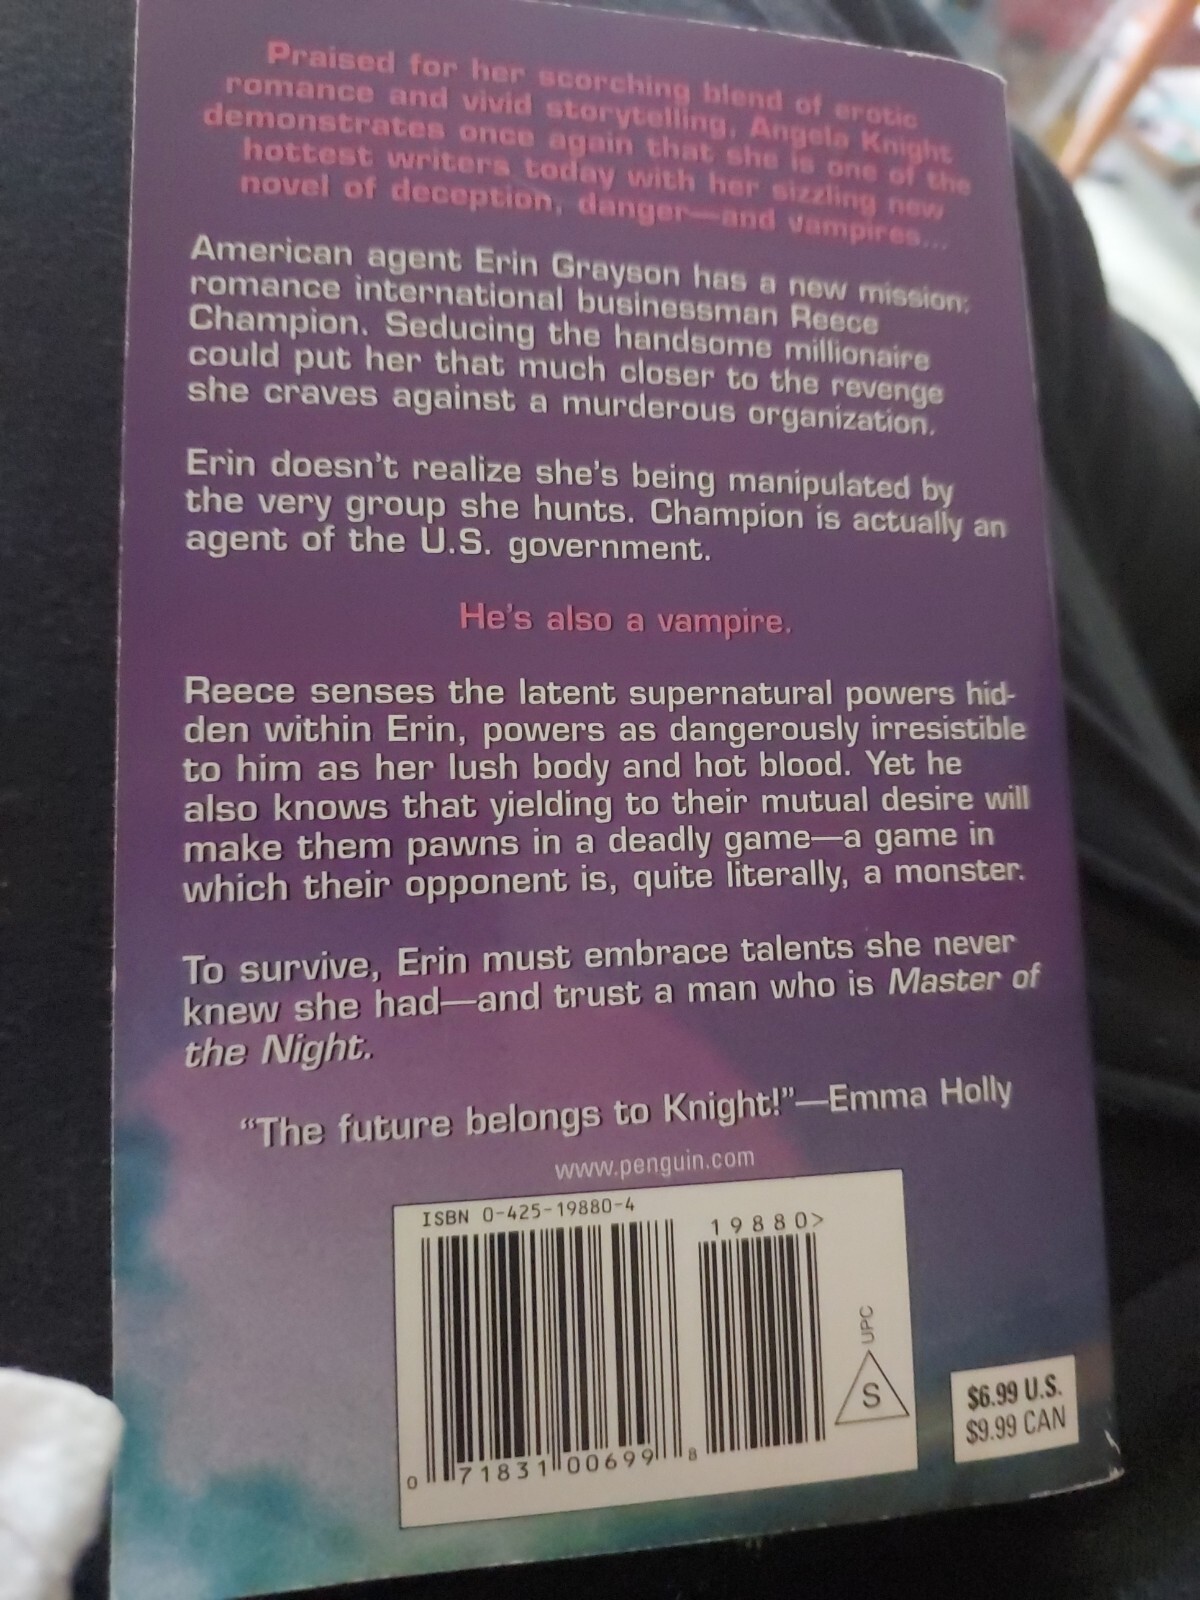 Praised for her scorching blend of erotic
romance and vivid storytelling, Angela Knight
demonstrates once again that she is one of the
hottest writers today with her sizzling new
novel of deception, danger—and vampires...
American agent Erin Grayson has a new mission:
romance international businessman Reece
Champion. Seducing the handsome millionaire
could put her that much closer to the revenge
she craves against a murderous organization.
Erin doesn't realize she's being manipulated by
the very group she hunts. Champion is actually an
agent of the U.S. government.
He's also a vampire.
Reece senses the latent supernatural powers hid-
den within Erin, powers as dangerously irresistible
to him as her lush body and hot blood. Yet he
also knows that yielding to their mutual desire will
make them pawns in a deadly game—a game in
which their opponent is, quite literally, a monster.
To survive, Erin must embrace talents she never
knew she had—and trust a man who is Master of
the Night.
"The future belongs to Knight!"—Emma Holly
www.penguin.com
ISBN 0-425-19880-4
19880>
0 71831 00699 8
UPC
S
$6.99 U.S.
$9.99 CAN